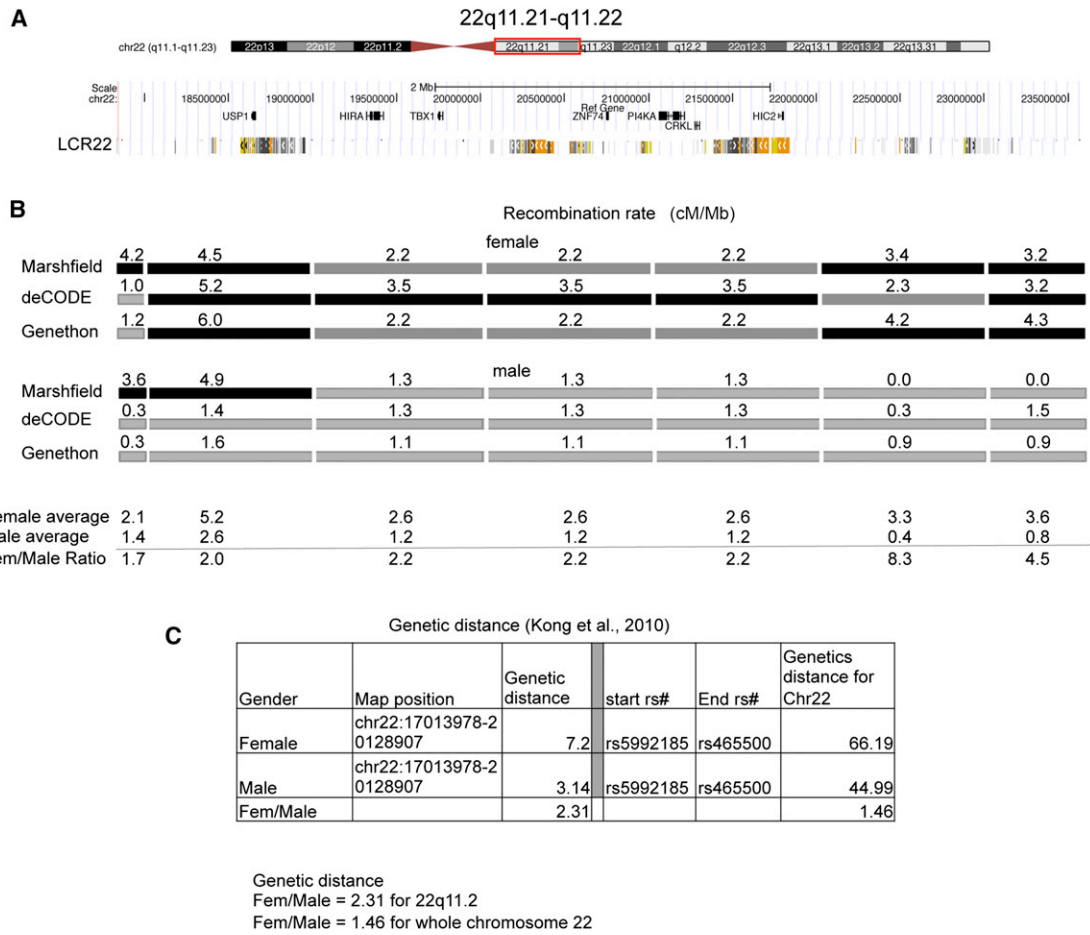 A
22q11.21-q11.22
chr22 (q11.1-q11.23) 22p13 22p12 22p11.2 22q11.21 q11.23 22q12.1 q12.2 22q12.3 22q13.1 22q13.2 22q13.31
Scale 2 Mb
chr22: 18500000 19000000 19500000 20000000 20500000 21000000 21500000 22000000 22500000 23000000 23500000
Ref Gene
USP1 HIRA TBX1 ZNF74 PI4KA HIC2
CRKL
LCR22
B
Recombination rate (cM/Mb)
female
4.2 4.5 2.2 2.2 2.2 3.4 3.2
Marshfield
1.0 5.2 3.5 3.5 3.5 2.3 3.2
deCODE
1.2 6.0 2.2 2.2 2.2 4.2 4.3
Genethon
male
3.6 4.9 1.3 1.3 1.3 0.0 0.0
Marshfield
0.3 1.4 1.3 1.3 1.3 0.3 1.5
deCODE
0.3 1.6 1.1 1.1 1.1 0.9 0.9
Genethon
emale average 2.1 5.2 2.6 2.6 2.6 3.3 3.6
ale average 1.4 2.6 1.2 1.2 1.2 0.4 0.8
em/Male Ratio 1.7 2.0 2.2 2.2 2.2 8.3 4.5
C
Genetic distance (Kong et al., 2010)
Gender Map position Genetic distance start rs# End rs# Genetics distance for Chr22
Female chr22:17013978-2 0128907 7.2 rs5992185 rs465500 66.19
Male chr22:17013978-2 0128907 3.14 rs5992185 rs465500 44.99
Fem/Male 2.31 1.46
Genetic distance
Fem/Male = 2.31 for 22q11.2
Fem/Male = 1.46 for whole chromosome 22